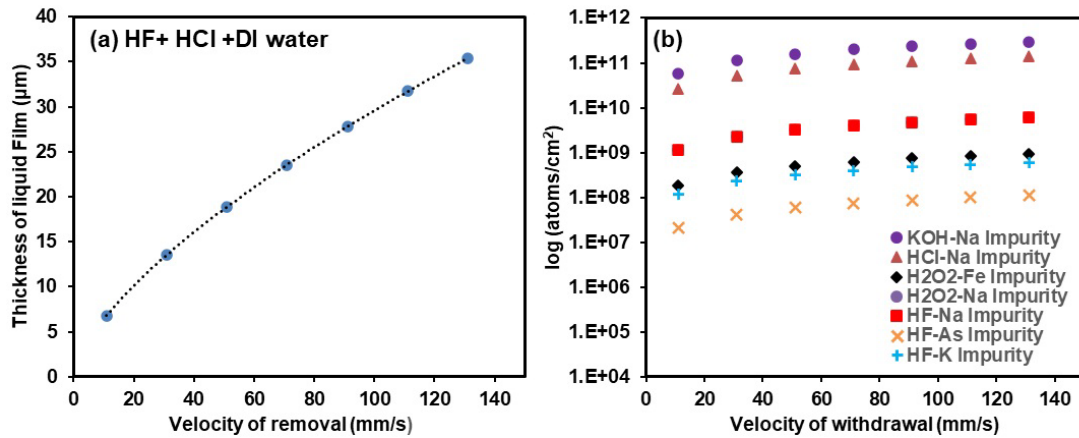 (a) HF+ HCl +DI water
Thickness of liquid Film (µm)
40
35
30
25
20
15
10
5
0
0 20 40 60 80 100 120 140
Velocity of removal (mm/s)
(b)
log (atoms/cm²)
1.E+12
1.E+11
1.E+10
1.E+09
1.E+08
1.E+07
1.E+06
1.E+05
1.E+04
KOH-Na Impurity
HCl-Na Impurity
H2O2-Fe Impurity
H2O2-Na Impurity
HF-Na Impurity
HF-As Impurity
HF-K Impurity
0 20 40 60 80 100 120 140
Velocity of withdrawal (mm/s)